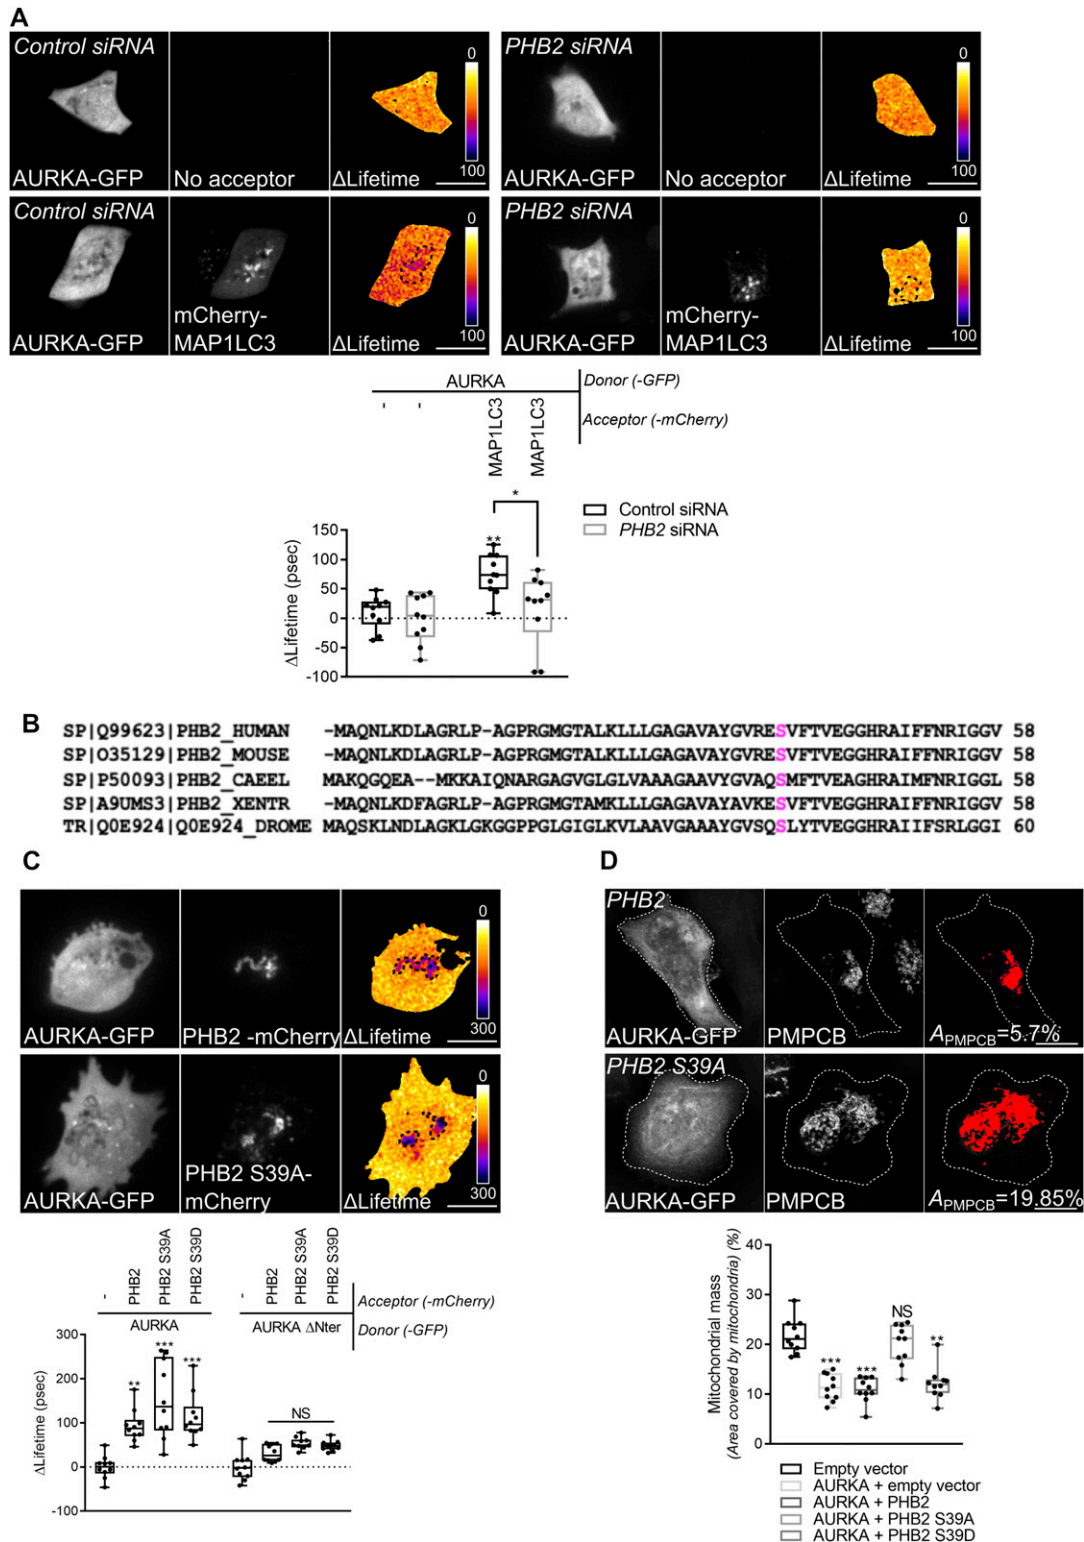 A
Control siRNA
PHB2 siRNA
0
0
100
100
AURKA-GFP
No acceptor
ΔLifetime
AURKA-GFP
No acceptor
ΔLifetime
Control siRNA
PHB2 siRNA
0
0
100
100
AURKA-GFP
mCherry-
MAP1LC3
ΔLifetime
AURKA-GFP
mCherry-
MAP1LC3
ΔLifetime
AURKA
Donor (-GFP)
- - MAP1LC3 MAP1LC3
Acceptor (-mCherry)
*
**
Control siRNA
PHB2 siRNA
ΔLifetime (psec)
150
100
50
0
-50
-100
B
SP|Q99623|PHB2_HUMAN -MAQNLKDLAGRLP-AGPRGMGTALKLLLGAGAVAYGVRESVFTVEGGHRAIFFNRIGGV 58
SP|O35129|PHB2_MOUSE -MAQNLKDLAGRLP-AGPRGMGTALKLLLGAGAVAYGVRESVFTVEGGHRAIFFNRIGGV 58
SP|P50093|PHB2_CAEEL MAKQGQEA--MKKAIQNARGAGVGLGLVAAAGAAVYGVAQSMFTVEAGHRAIMFNRIGGL 58
SP|A9UMS3|PHB2_XENTR -MAQNLKDFAGRLP-AGPRGMGTAMKLLLGAGAVAYAVKESVFTVEGGHRAIFFNRIGGV 58
TR|Q0E924|Q0E924_DROME MAQSKLNDLAGKLGKGGPPGLGIGLKVLAAVGAAAYGVSQSLYTVEGGHRAIIFSRLGGI 60
C
0
300
AURKA-GFP
PHB2 -mCherry
ΔLifetime
0
300
AURKA-GFP
PHB2 S39A-
mCherry
ΔLifetime
- PHB2 PHB2 S39A PHB2 S39D - PHB2 PHB2 S39A PHB2 S39D
Acceptor (-mCherry)
AURKA
AURKA ΔNter
Donor (-GFP)
ΔLifetime (psec)
300
200
100
0
-100
**
***
***
NS
D
PHB2
AURKA-GFP
PMPCB
APMPCB=5.7%
PHB2 S39A
AURKA-GFP
PMPCB
APMPCB=19.85%
Mitochondrial mass
(Area covered by mitochondria) (%)
40
30
20
10
0
***
***
NS
**
Empty vector
AURKA + empty vector
AURKA + PHB2
AURKA + PHB2 S39A
AURKA + PHB2 S39D